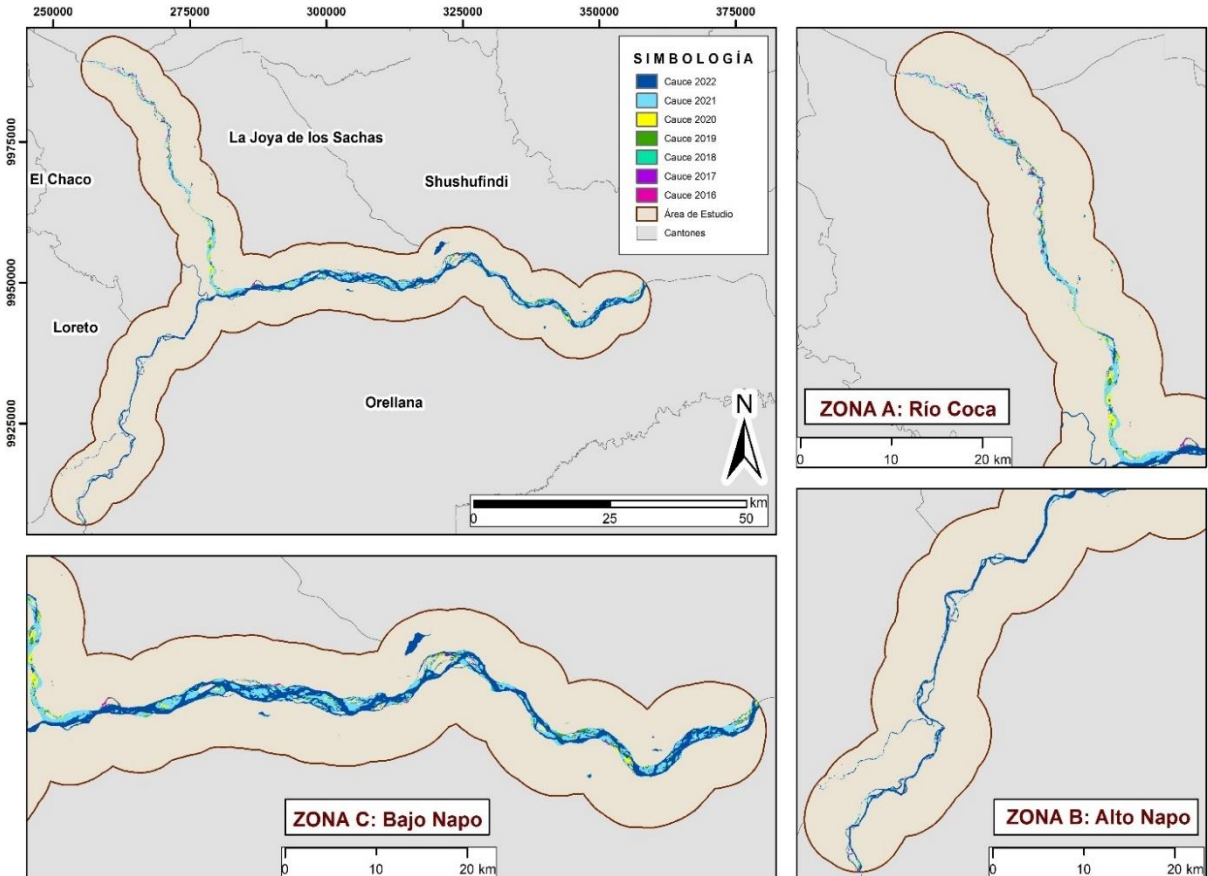 250000 275000 300000 325000 350000 375000
9975000
9950000
9925000
SIMBOLOGÍA
Cauce 2022
Cauce 2021
Cauce 2020
Cauce 2019
Cauce 2018
Cauce 2017
Cauce 2016
Área de Estudio
Cantones
La Joya de los Sachas
El Chaco
Shushufindi
Loreto
Orellana
N
km
0 25 50
ZONA A: Río Coca
0 10 20 km
ZONA C: Bajo Napo
0 10 20 km
ZONA B: Alto Napo
0 10 20 km